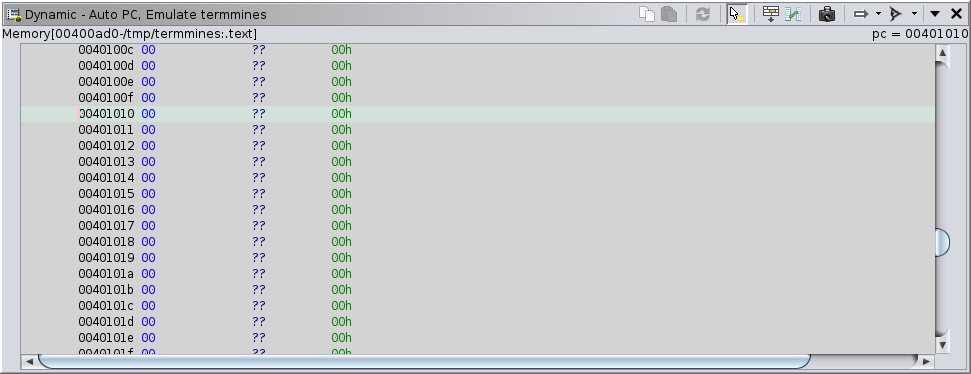 Dynamic - Auto PC, Emulate termmines
Memory[00400ad0-/tmp/termmines:.text] pc = 00401010
0040100c 00 ?? 00h
0040100d 00 ?? 00h
0040100e 00 ?? 00h
0040100f 00 ?? 00h
00401010 00 ?? 00h
00401011 00 ?? 00h
00401012 00 ?? 00h
00401013 00 ?? 00h
00401014 00 ?? 00h
00401015 00 ?? 00h
00401016 00 ?? 00h
00401017 00 ?? 00h
00401018 00 ?? 00h
00401019 00 ?? 00h
0040101a 00 ?? 00h
0040101b 00 ?? 00h
0040101c 00 ?? 00h
0040101d 00 ?? 00h
0040101e 00 ?? 00h
0040101f 00 ?? 00h